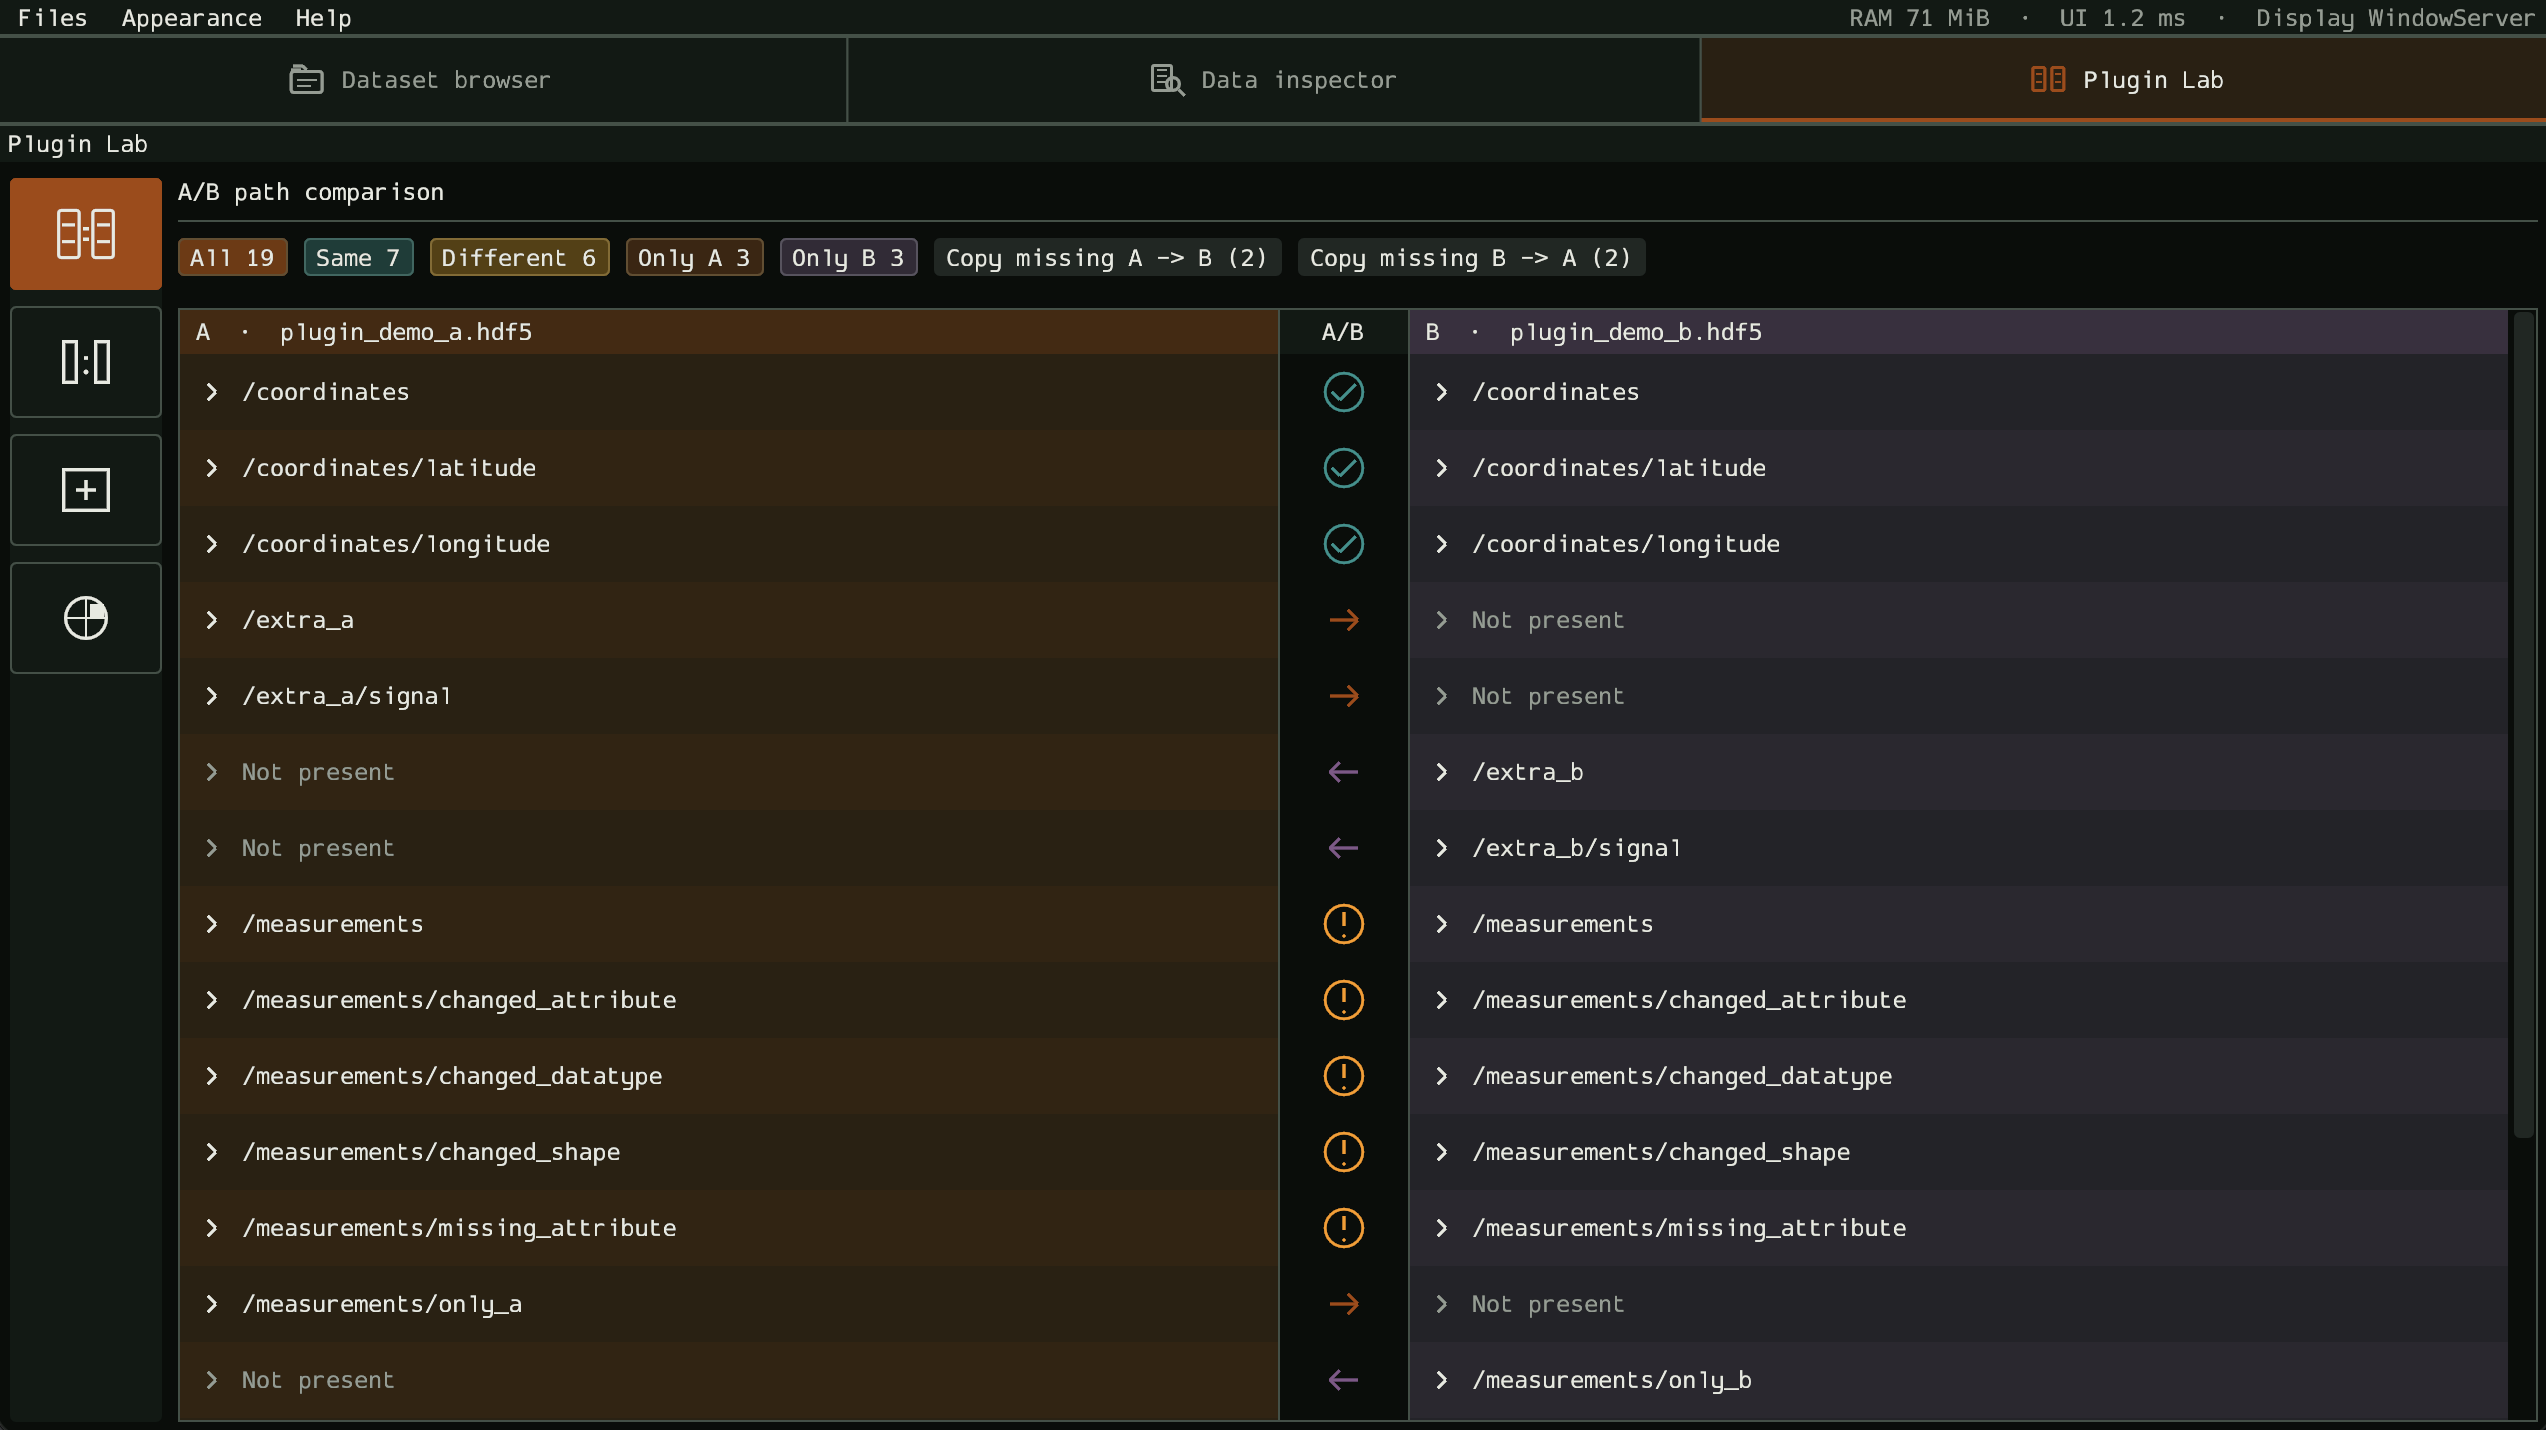 Files Appearance Help RAM 71 MiB · UI 1.2 ms · Display WindowServer
Dataset browser Data inspector Plugin Lab
Plugin Lab
A/B path comparison
All 19 Same 7 Different 6 Only A 3 Only B 3 Copy missing A -> B (2) Copy missing B -> A (2)
A · plugin_demo_a.hdf5 A/B B · plugin_demo_b.hdf5
/coordinates /coordinates
/coordinates/latitude /coordinates/latitude
/coordinates/longitude /coordinates/longitude
/extra_a Not present
/extra_a/signal Not present
Not present /extra_b
Not present /extra_b/signal
/measurements /measurements
/measurements/changed_attribute /measurements/changed_attribute
/measurements/changed_datatype /measurements/changed_datatype
/measurements/changed_shape /measurements/changed_shape
/measurements/missing_attribute /measurements/missing_attribute
/measurements/only_a Not present
Not present /measurements/only_b